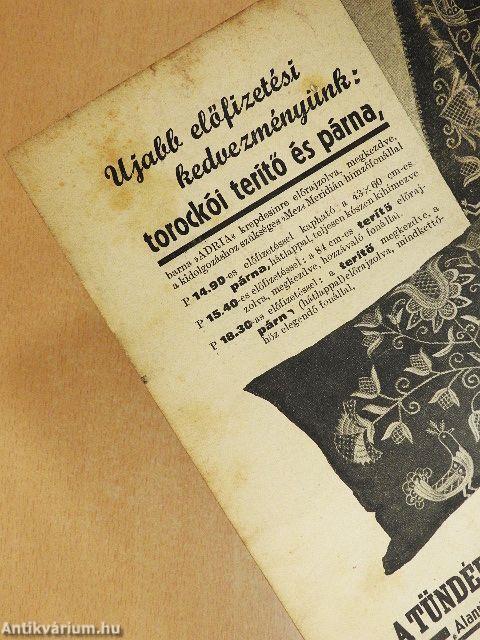 Ujabb előfizetési
kedvezményünk:
torockói terítő és párna,
barna »ADRIA« krepdesinre előrajzolva, megkezdve,
a kidolgozáshoz szükséges »Mez« Meridián hímzőfonállal
P 14.90-es előfizetéssel kapható: a 43×60 cm-es
párna, hátlappal, teljesen készen kihímezve
P 15.40-es előfizetéssel: a 84 cm-es terítő előraj-
zolva, megkezdve, hozzávaló fonállal.
P 18.30-as előfizetéssel: a terítő megkezdve, a
párna (hátlappal) előrajzolva, mindkettő-
höz elegendő fonállal,
A TÜNDÉR
Antikvárium.hu